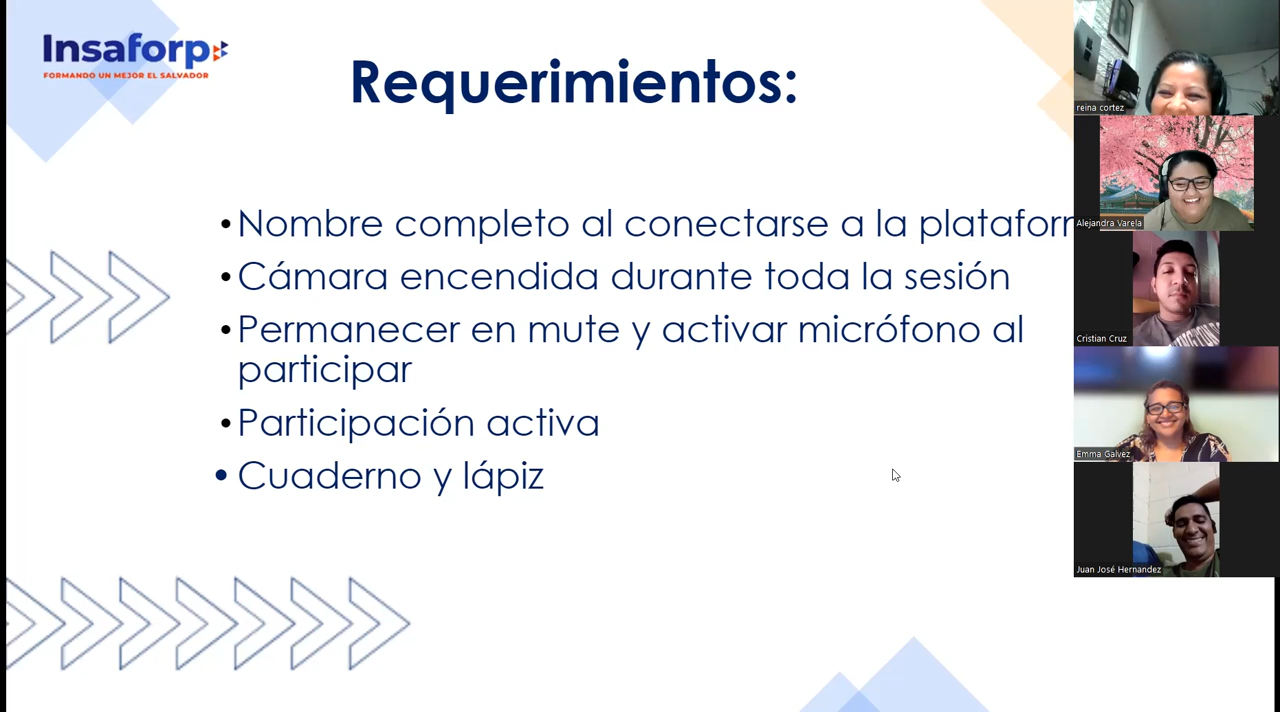 Insaforp
FORMANDO UN MEJOR EL SALVADOR
Requerimientos:
•Nombre completo al conectarse a la plataform
•Cámara encendida durante toda la sesión
•Permanecer en mute y activar micrófono al
participar
•Participación activa
•Cuaderno y lápiz
reina cortez
Alejandra Varela
Cristian Cruz
Emma Galvez
Juan José Hernandez